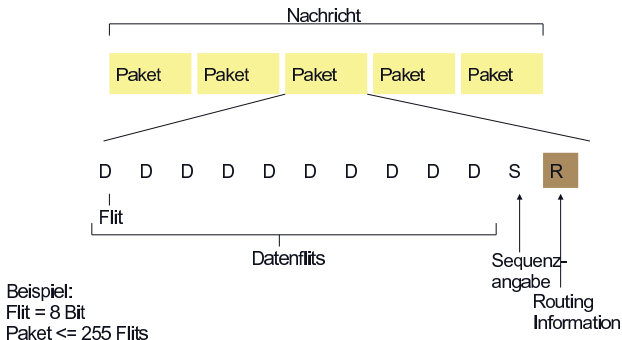 Nachricht
Paket Paket Paket Paket Paket
D D D D D D D D D D S R
Flit
Datenflits
Sequenz-
angabe
Routing
Information
Beispiel:
Flit = 8 Bit
Paket <= 255 Flits